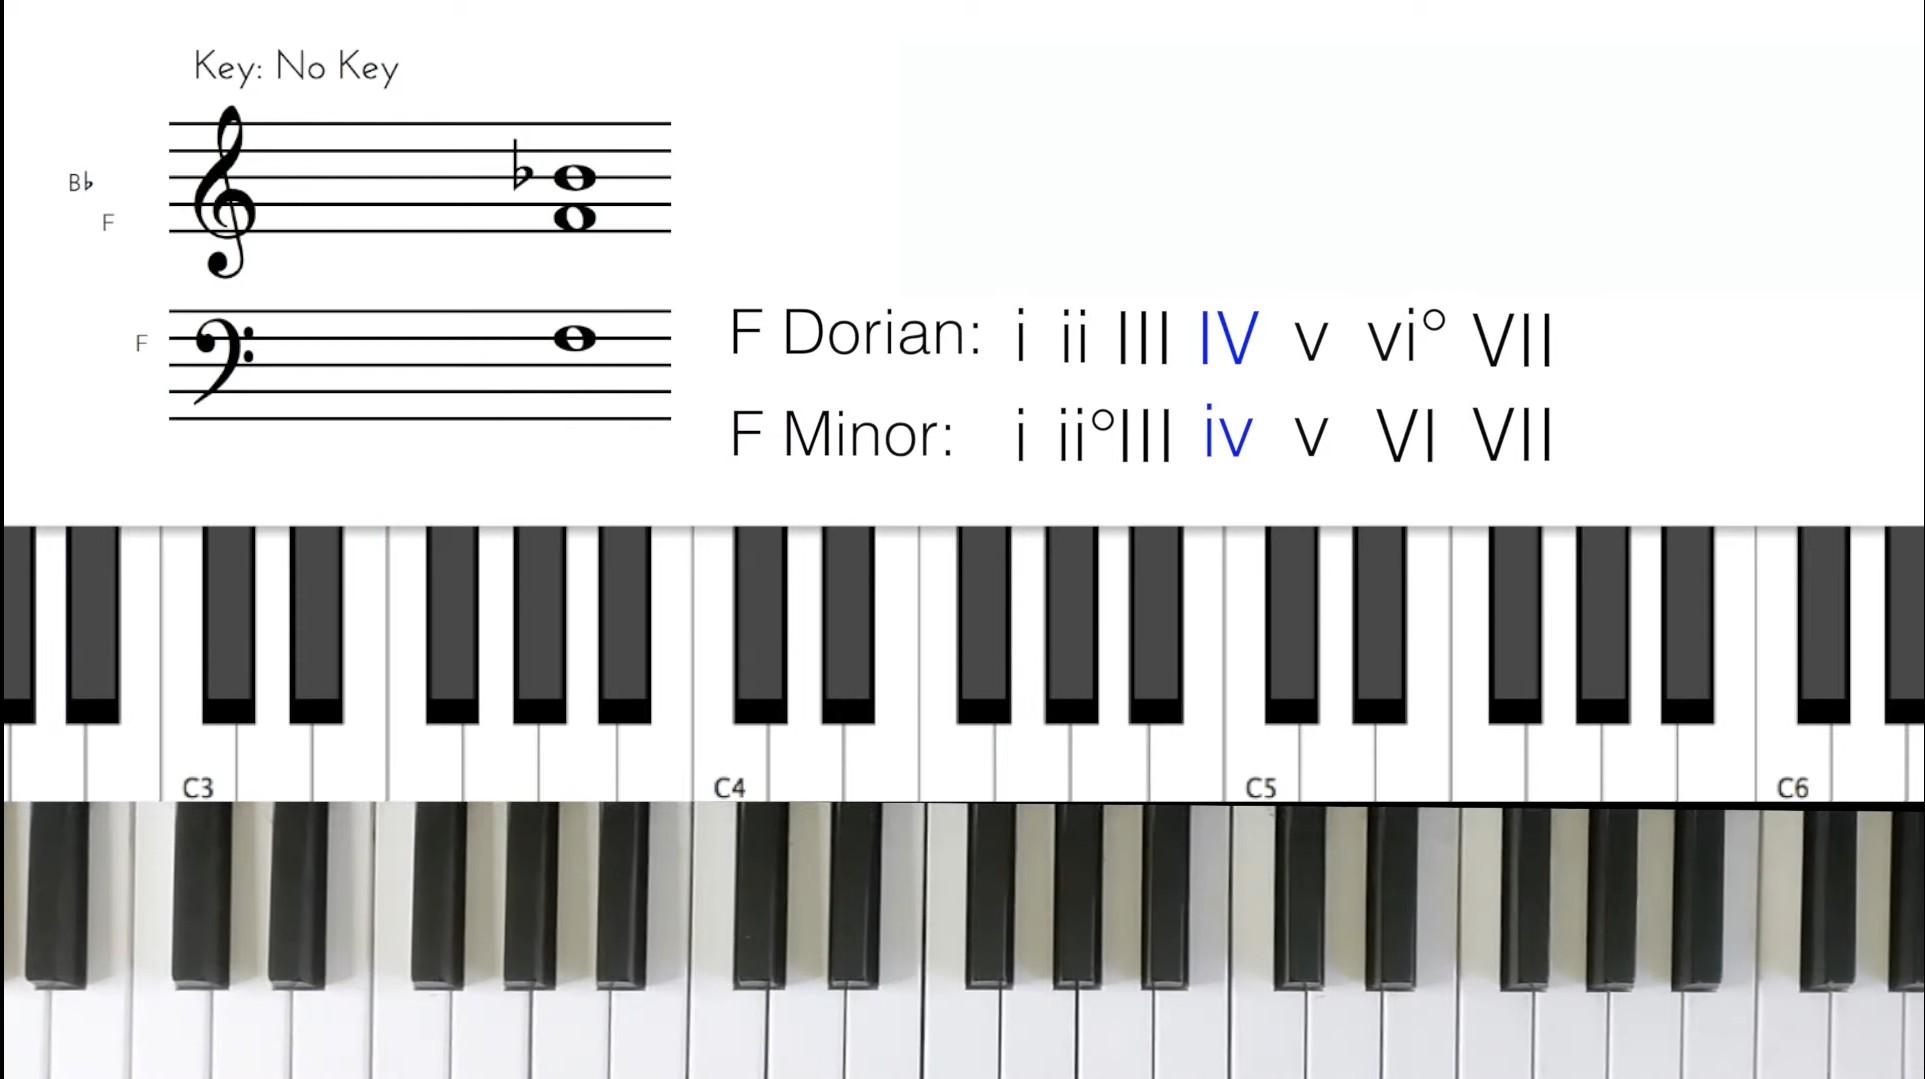 Key: No Key
B♭
F
F
F Dorian: i ii III IV v vi° VII
F Minor: i ii° III iv v VI VII
C3 C4 C5 C6